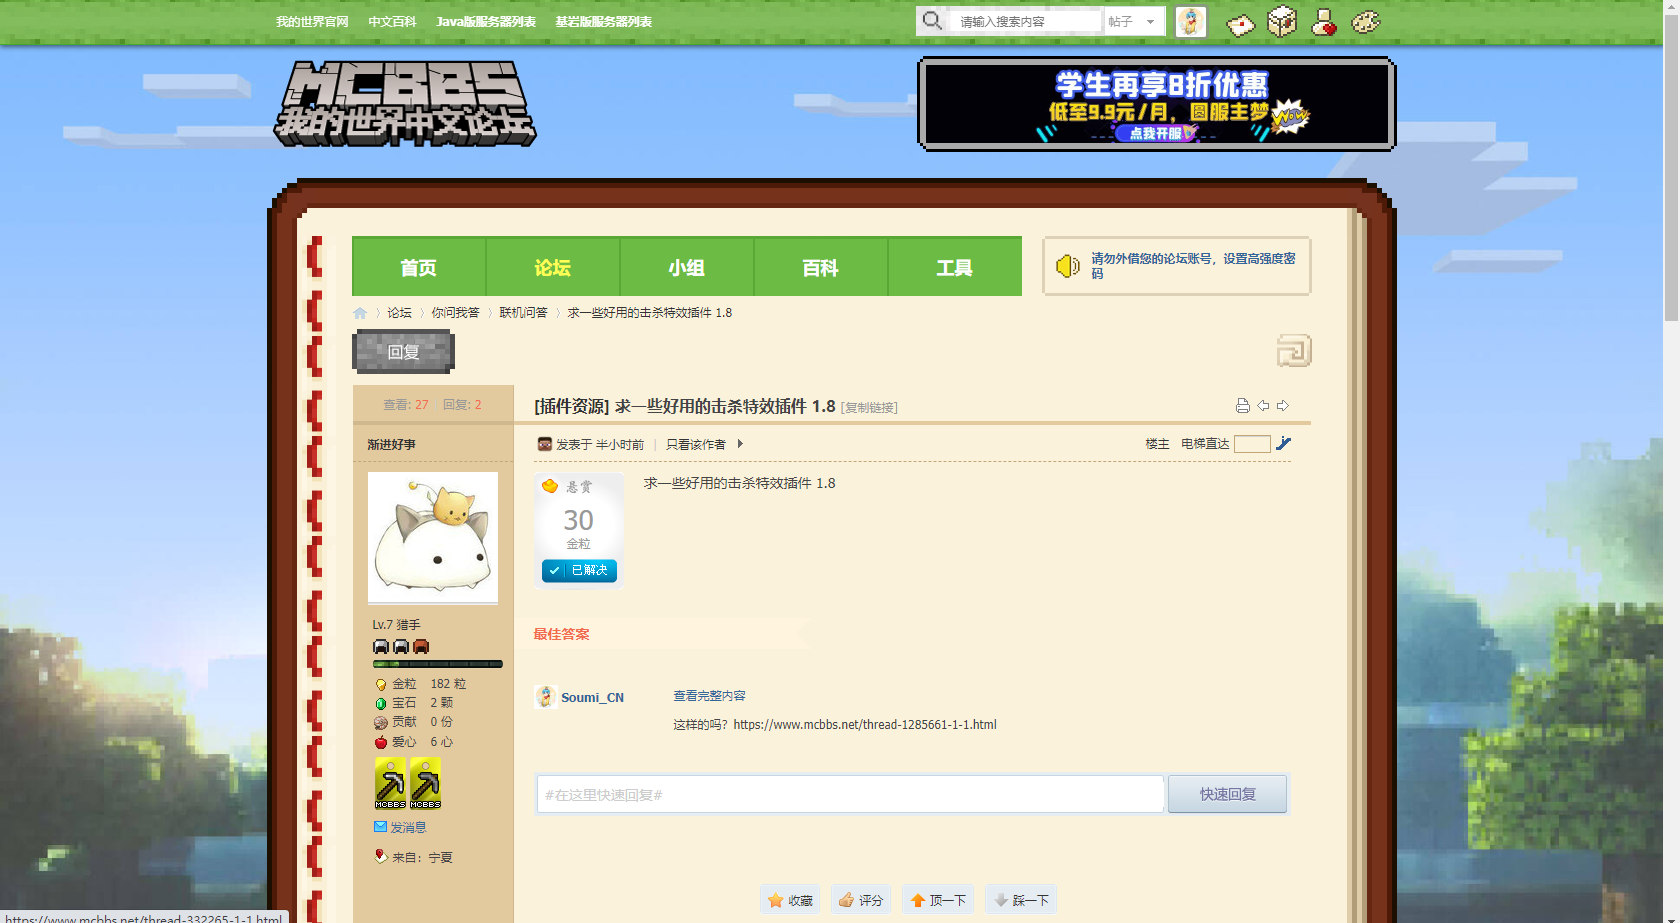 我的世界官网 中文百科 Java版服务器列表 基岩版服务器列表
请输入搜索内容 帖子
MCBBS
我的世界中文论坛
学生再享8折优惠
低至9.9元/月，圆服主梦
WOW
点我开服
首页 论坛 小组 百科 工具
请勿外借您的论坛账号，设置高强度密
码
论坛 你问我答 联机问答 求一些好用的击杀特效插件 1.8
回复
查看: 27 回复: 2
[插件资源] 求一些好用的击杀特效插件 1.8 [复制链接]
渐进好事
发表于 半小时前 | 只看该作者
楼主 电梯直达
悬赏
30
金粒
已解决
求一些好用的击杀特效插件 1.8
Lv.7 猎手
金粒 182 粒
宝石 2 颗
贡献 0 份
爱心 6 心
MCBBS MCBBS
发消息
来自：宁夏
最佳答案
Soumi_CN
查看完整内容
这样的吗？https://www.mcbbs.net/thread-1285661-1-1.html
#在这里快速回复#
快速回复
收藏 评分 顶一下 踩一下
https://www.mcbbs.net/thread-332265-1-1.html